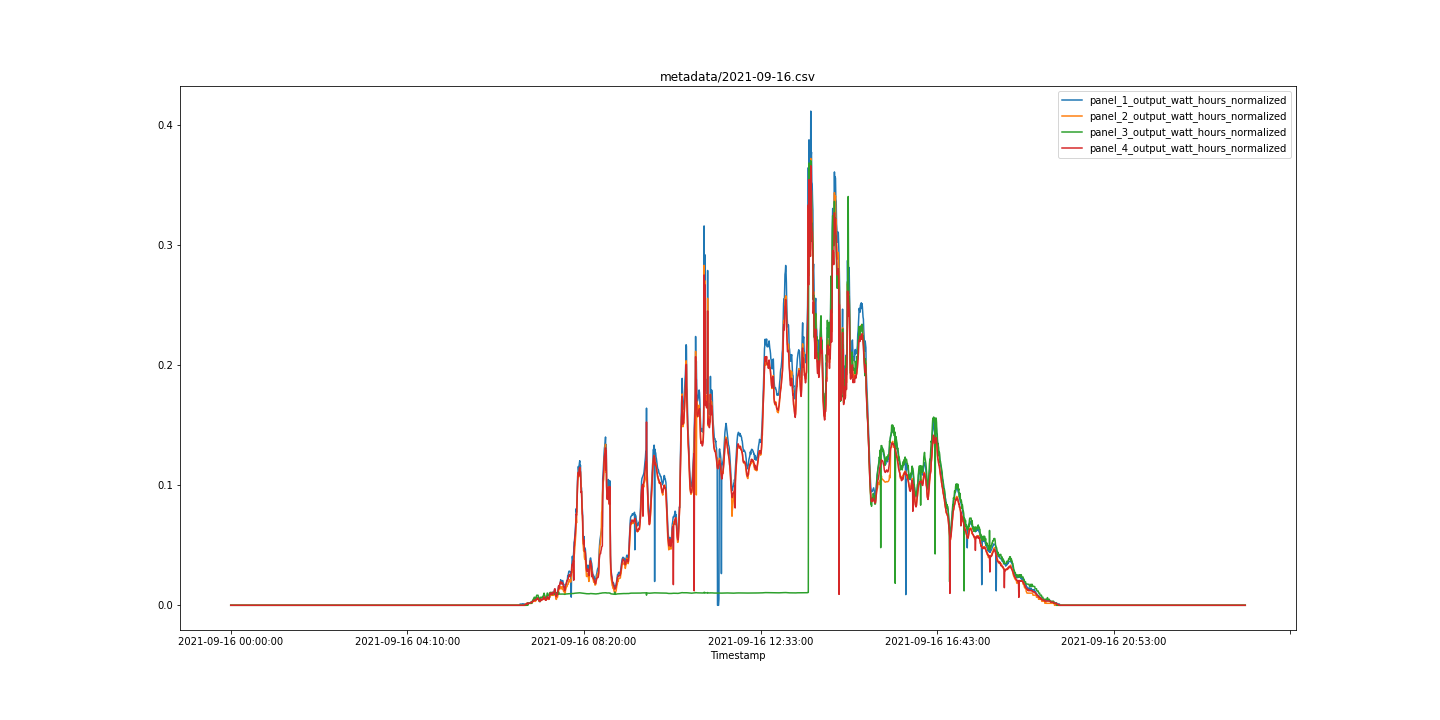 metadata/2021-09-16.csv
panel_1_output_watt_hours_normalized
panel_2_output_watt_hours_normalized
panel_3_output_watt_hours_normalized
panel_4_output_watt_hours_normalized
0.4
0.3
0.2
0.1
0.0
2021-09-16 00:00:00 2021-09-16 04:10:00 2021-09-16 08:20:00 2021-09-16 12:33:00 2021-09-16 16:43:00 2021-09-16 20:53:00
Timestamp